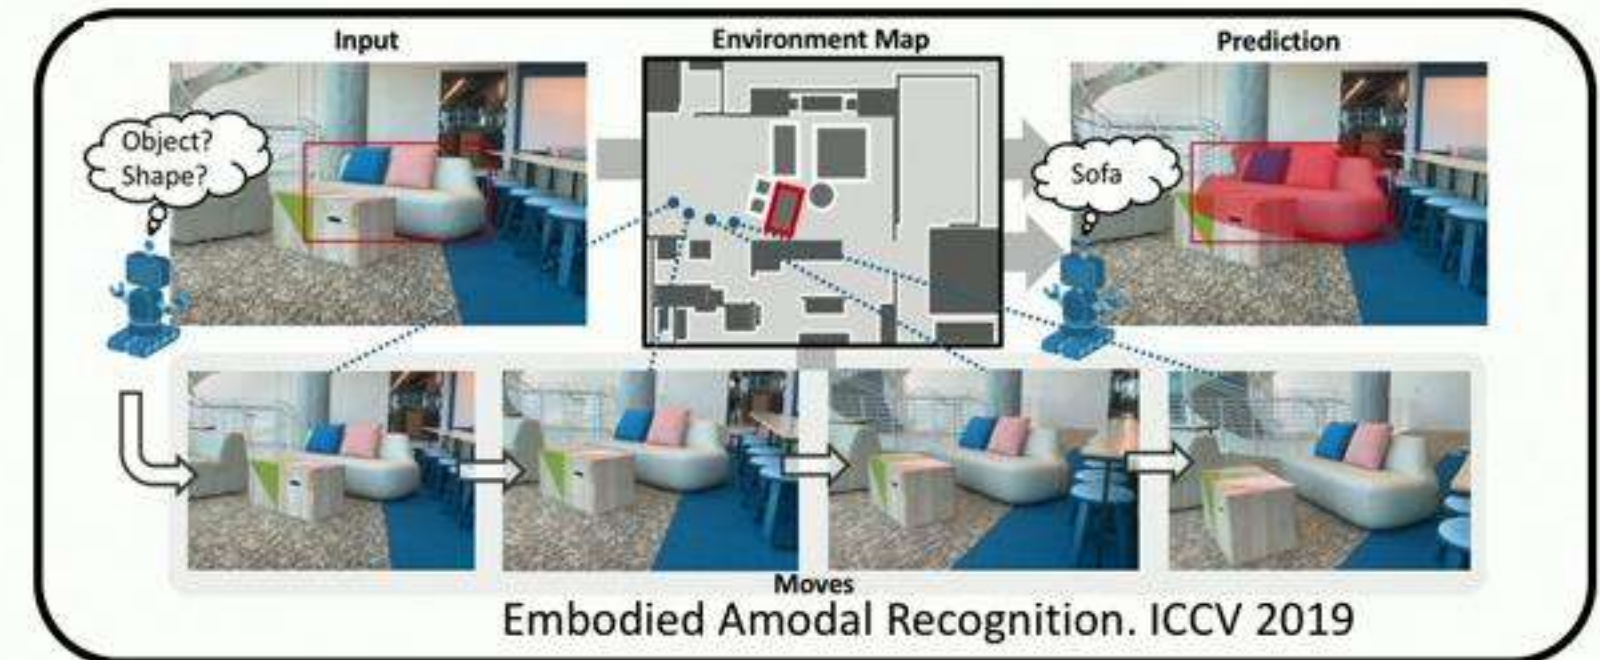 Input
Environment Map
Prediction
Object?
Shape?
Sofa
Moves
Embodied Amodal Recognition. ICCV 2019